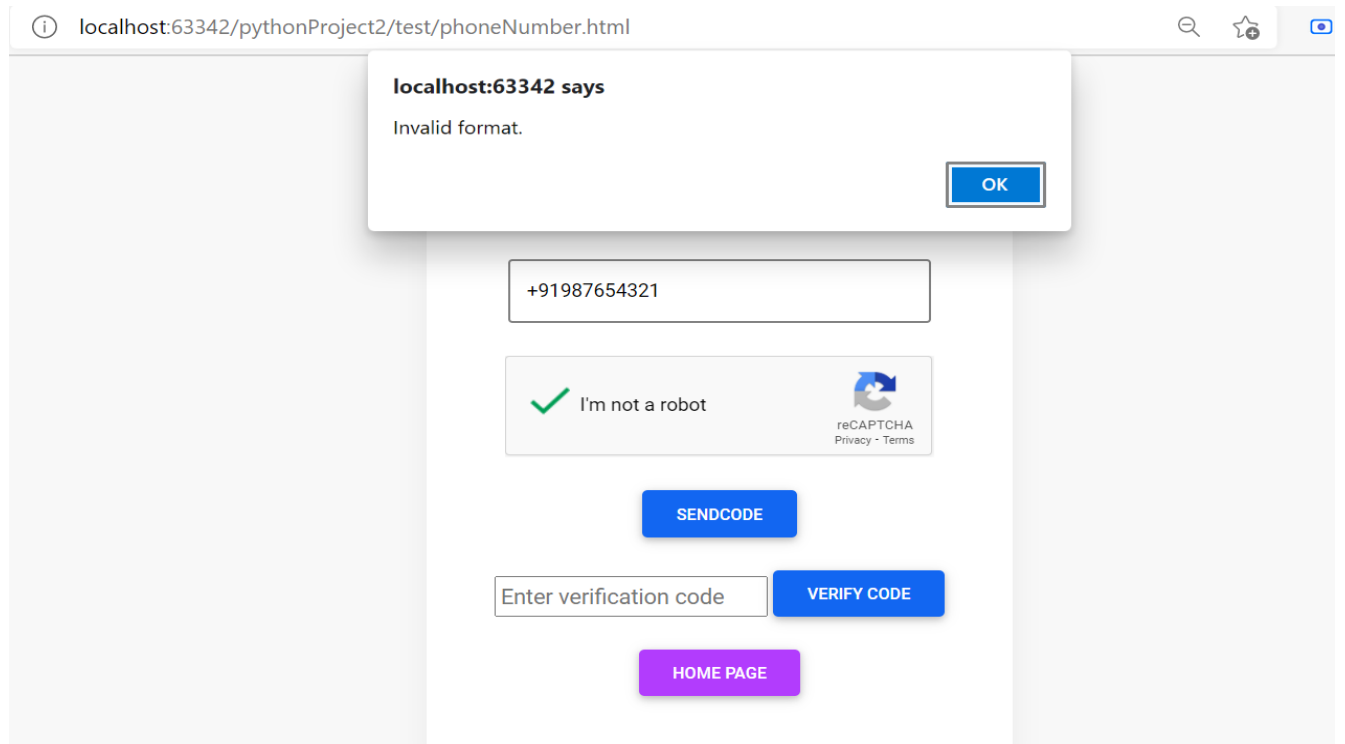 localhost:63342/pythonProject2/test/phoneNumber.html
localhost:63342 says
Invalid format.
OK
+91987654321
I'm not a robot
reCAPTCHA
Privacy - Terms
SENDCODE
Enter verification code
VERIFY CODE
HOME PAGE